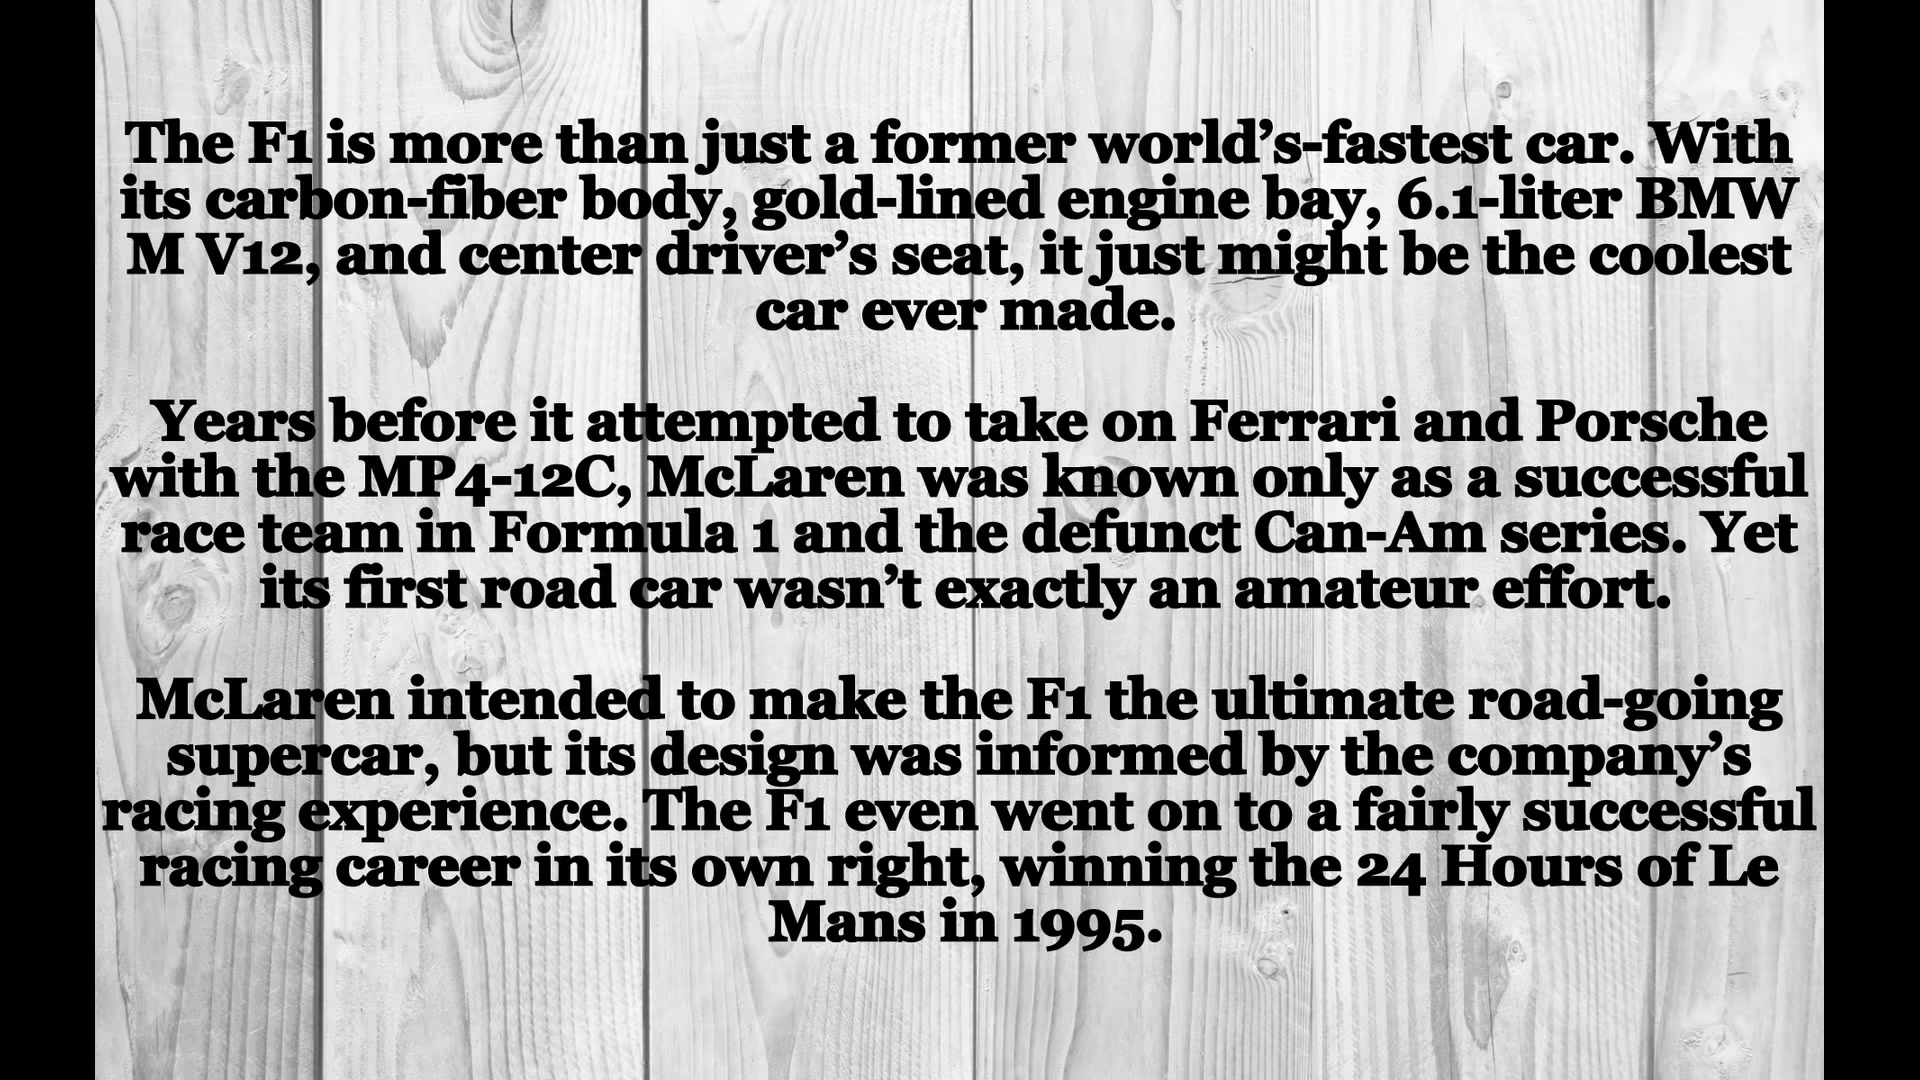 The F1 is more than just a former world’s-fastest car. With
its carbon-fiber body, gold-lined engine bay, 6.1-liter BMW
M V12, and center driver’s seat, it just might be the coolest
car ever made.
Years before it attempted to take on Ferrari and Porsche
with the MP4-12C, McLaren was known only as a successful
race team in Formula 1 and the defunct Can-Am series. Yet
its first road car wasn’t exactly an amateur effort.
McLaren intended to make the F1 the ultimate road-going
supercar, but its design was informed by the company’s
racing experience. The F1 even went on to a fairly successful
racing career in its own right, winning the 24 Hours of Le
Mans in 1995.